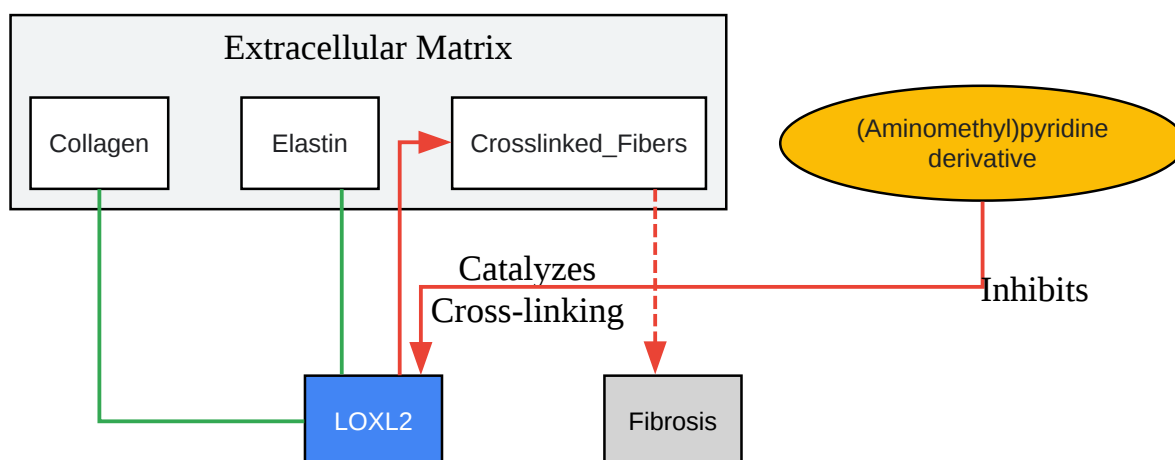 Extracellular Matrix
Collagen
Elastin
Crosslinked_Fibers
(Aminomethyl)pyridine
derivative
Catalyzes
Cross-linking
Inhibits
LOXL2
Fibrosis